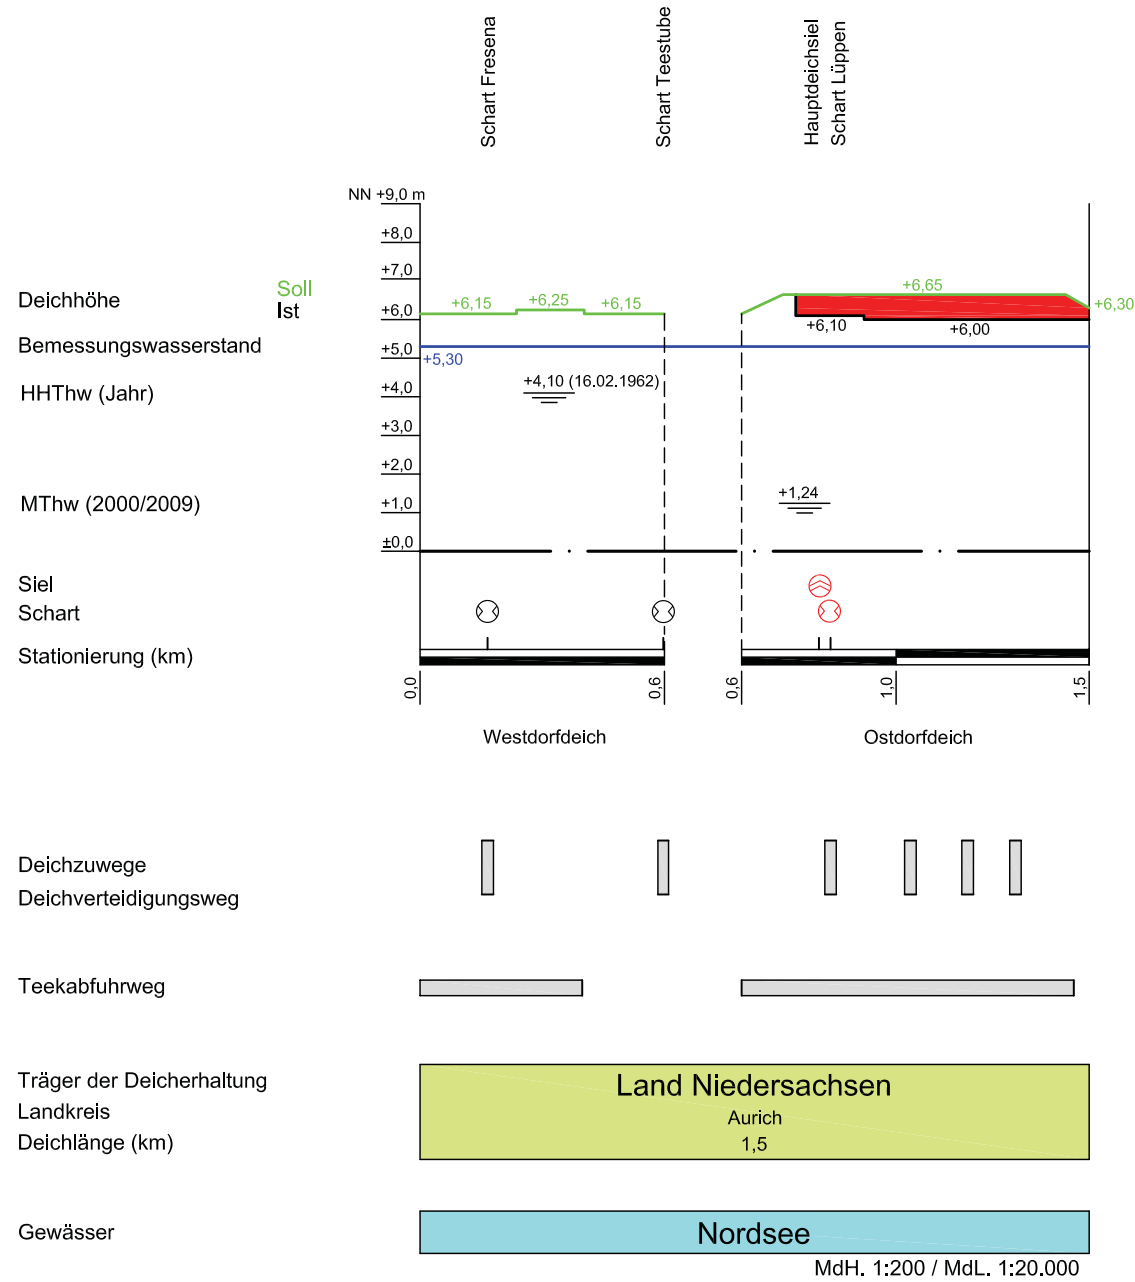 Schart Fresena
Schart Teestube
Hauptdeichsiel
Schart Lüppen
NN +9,0 m
+8,0
+7,0
Deichhöhe
Soll
Ist
+6,0
+6,15
+6,25
+6,15
+6,65
+6,30
+6,10
+6,00
Bemessungswasserstand
+5,0
+5,30
HHThw (Jahr)
+4,0
+4,10 (16.02.1962)
+3,0
+2,0
MThw (2000/2009)
+1,0
+1,24
±0,0
Siel
Schart
Stationierung (km)
0,0
0,6
0,6
1,0
1,5
Westdorfdeich
Ostdorfdeich
Deichzuwege
Deichverteidigungsweg
Teekabfuhrweg
Träger der Deicherhaltung
Land Niedersachsen
Landkreis
Aurich
Deichlänge (km)
1,5
Gewässer
Nordsee
MdH. 1:200 / MdL. 1:20.000